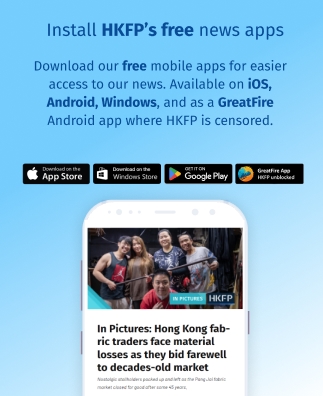 Install HKFP's free news apps
Download our free mobile apps for easier
access to our news. Available on iOS,
Android, Windows, and as a GreatFire
Android app where HKFP is censored.
Download on the
App Store
Download on the
Windows Store
GET IT ON
Google Play
GreatFire App
HKFP unblocked
IN PICTURES HKFP
In Pictures: Hong Kong fab-
ric traders face material
losses as they bid farewell
to decades-old market
Nostalgic stallholders packed up and left as the Pang Jai fabric
market closed for good after some 45 years.